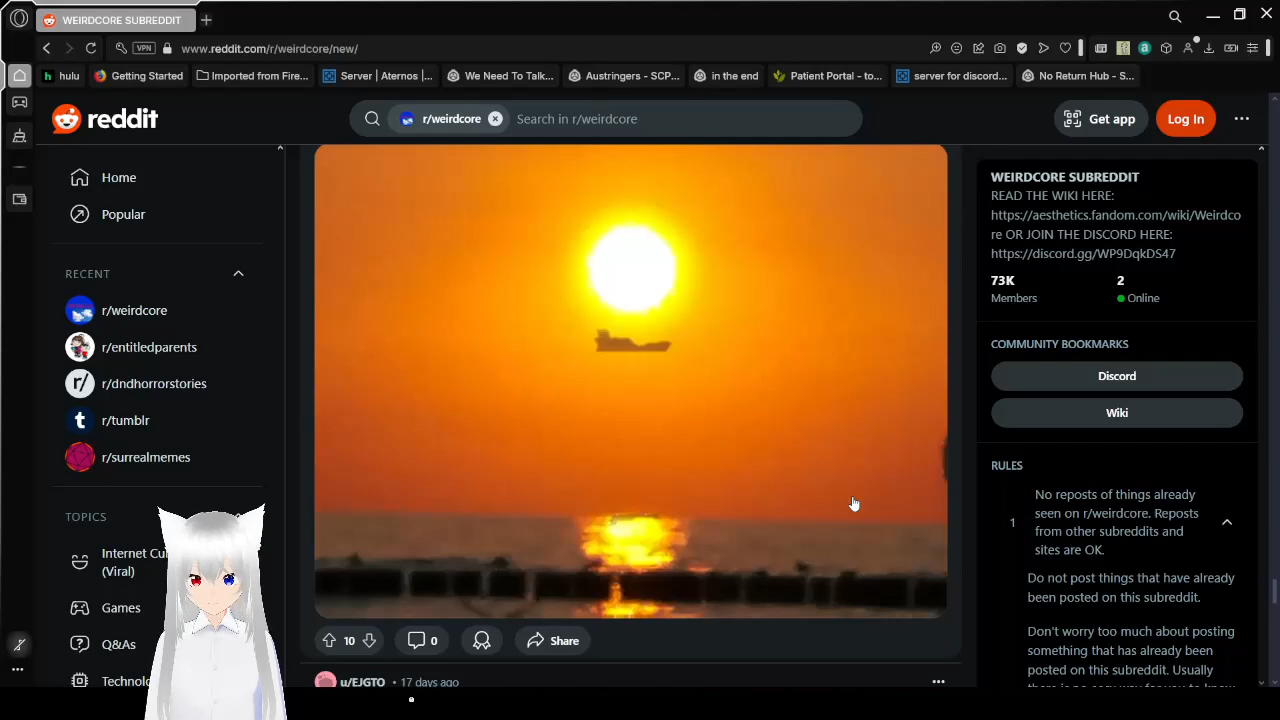 WEIRDCORE SUBREDDIT
VPN www.reddit.com/r/weirdcore/new/
hulu Getting Started Imported from Fire... Server | Aternos |... We Need To Talk... Austringers - SCP... in the end Patient Portal - to... server for discord... No Return Hub - S...
reddit r/weirdcore Search in r/weirdcore Get app Log In
Home
Popular
RECENT
r/weirdcore
r/entitledparents
r/dndhorrorstories
r/tumblr
r/surrealmemes
TOPICS
Internet Cu
(Viral)
Games
Q&As
Technolo
10 0 Share
u/EJGTO • 17 days ago
WEIRDCORE SUBREDDIT
READ THE WIKI HERE:
https://aesthetics.fandom.com/wiki/Weirdco
re OR JOIN THE DISCORD HERE:
https://discord.gg/WP9DqkDS47
73K 2
Members Online
COMMUNITY BOOKMARKS
Discord
Wiki
RULES
1 No reposts of things already
seen on r/weirdcore. Reposts
from other subreddits and
sites are OK.
Do not post things that have already
been posted on this subreddit.
Don't worry too much about posting
something that has already been
posted on this subreddit. Usually